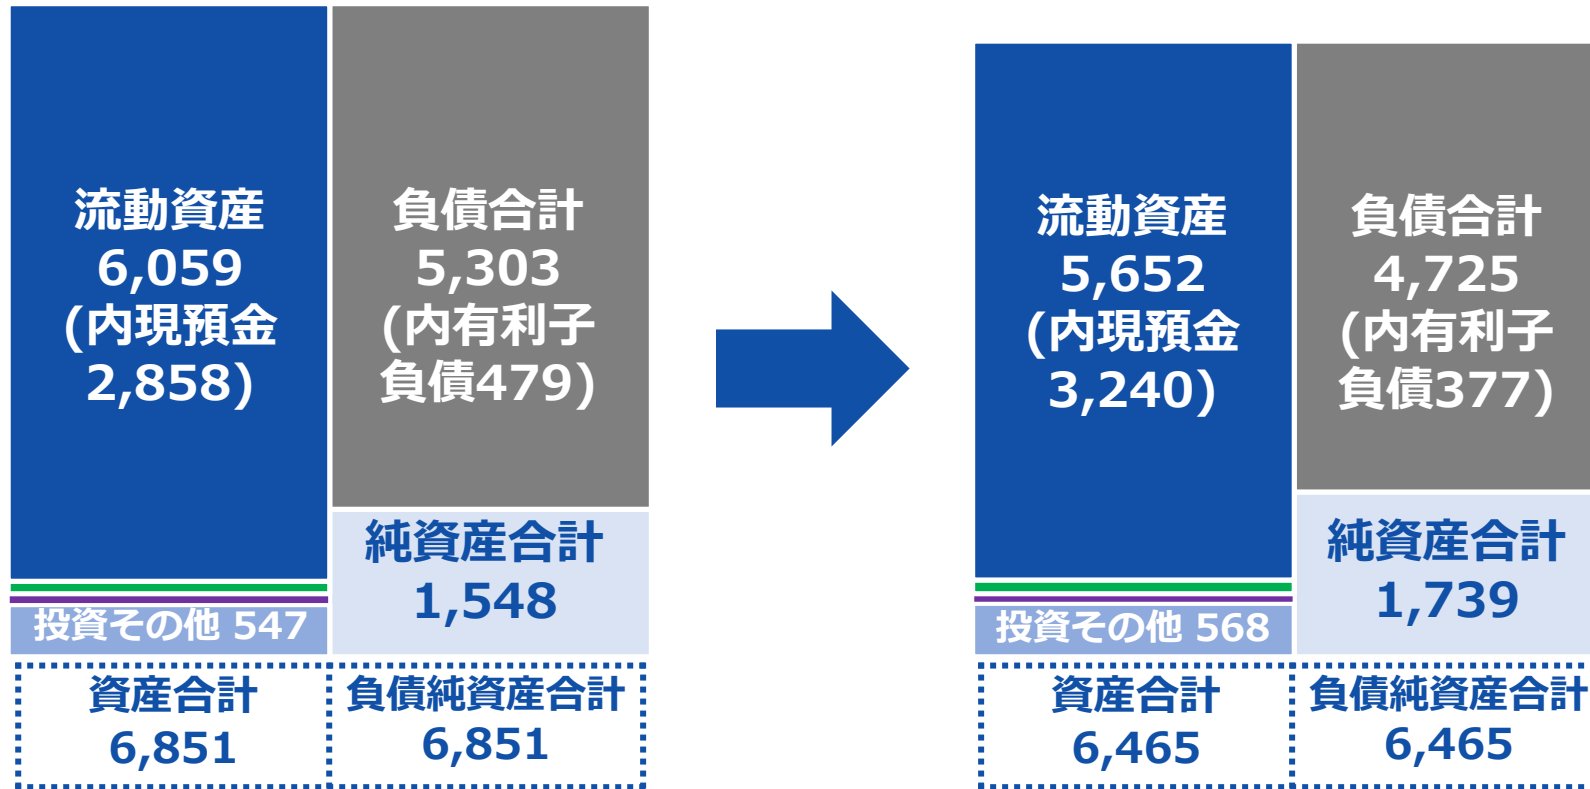 流動資産
6,059
(内現預金
2,858)
負債合計
5,303
(内有利子
負債479)
純資産合計
1,548
投資その他 547
資産合計
6,851
負債純資産合計
6,851
流動資産
5,652
(内現預金
3,240)
負債合計
4,725
(内有利子
負債377)
純資産合計
1,739
投資その他 568
資産合計
6,465
負債純資産合計
6,465